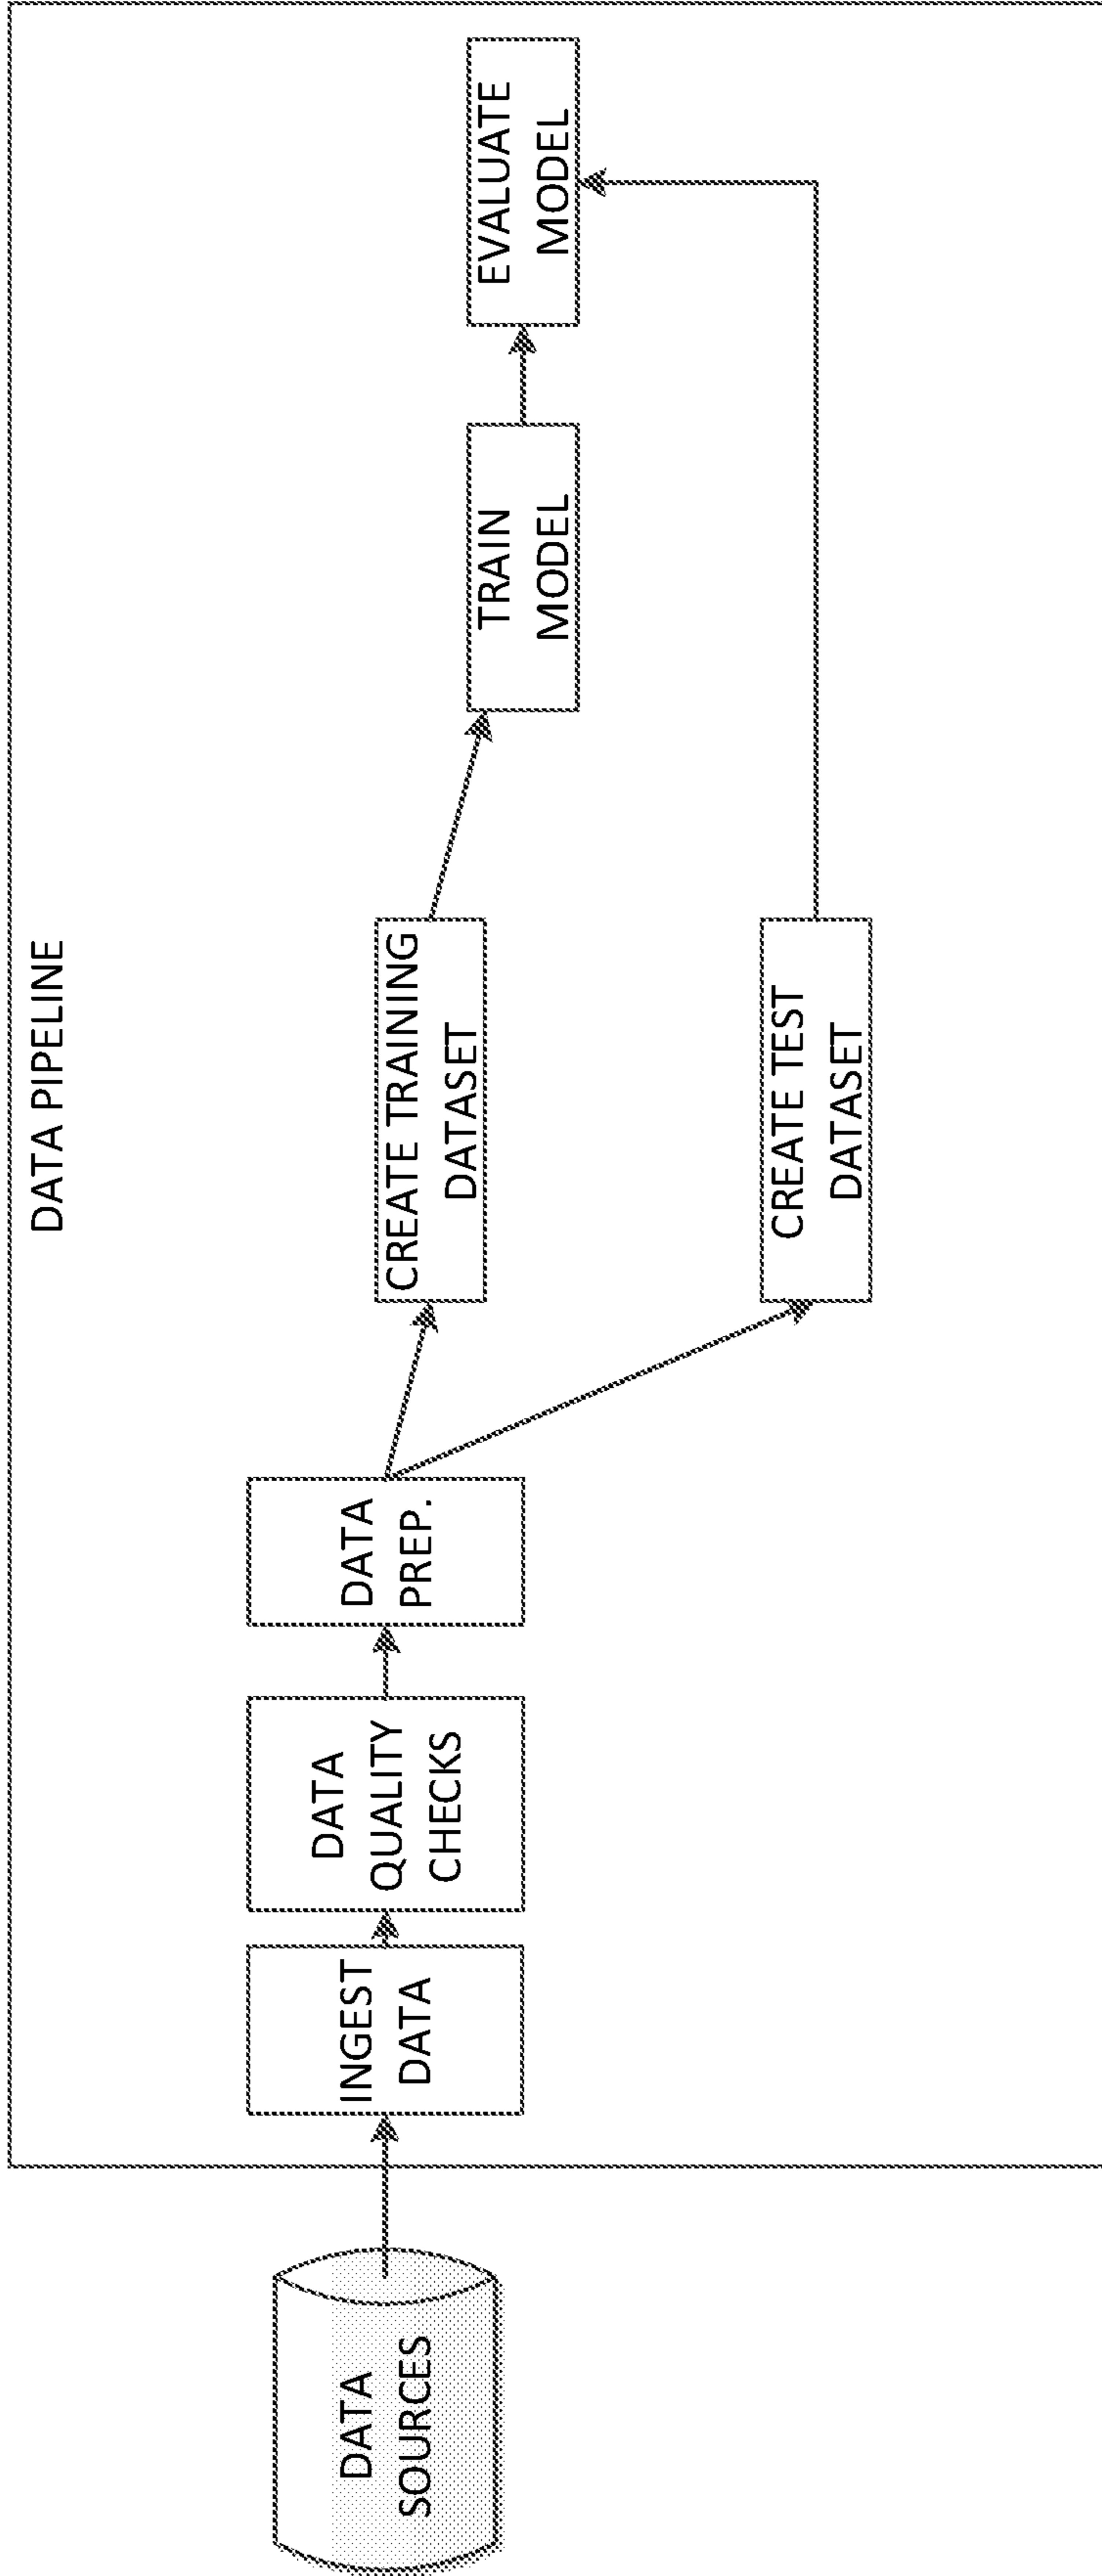 DATA PIPELINE
DATA
SOURCES
INGEST
DATA
DATA
QUALITY
CHECKS
DATA
PREP.
CREATE TRAINING
DATASET
CREATE TEST
DATASET
TRAIN
MODEL
EVALUATE
MODEL